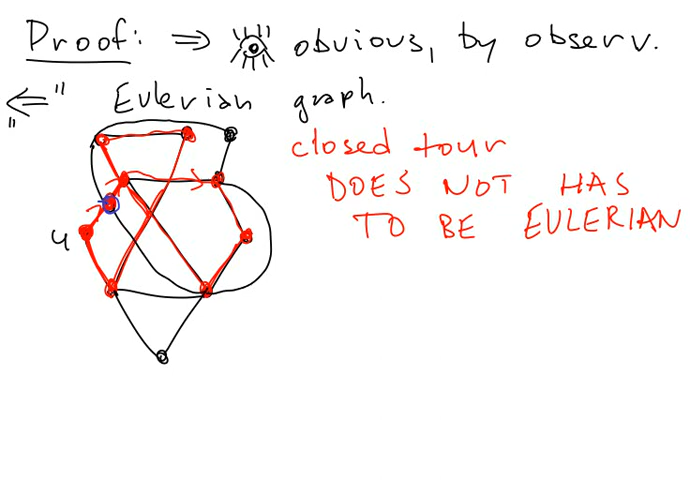 Proof: ⇒ obvious, by observ.
"⇐" Eulerian graph.
closed tour
DOES NOT HAS
TO BE EULERIAN
4